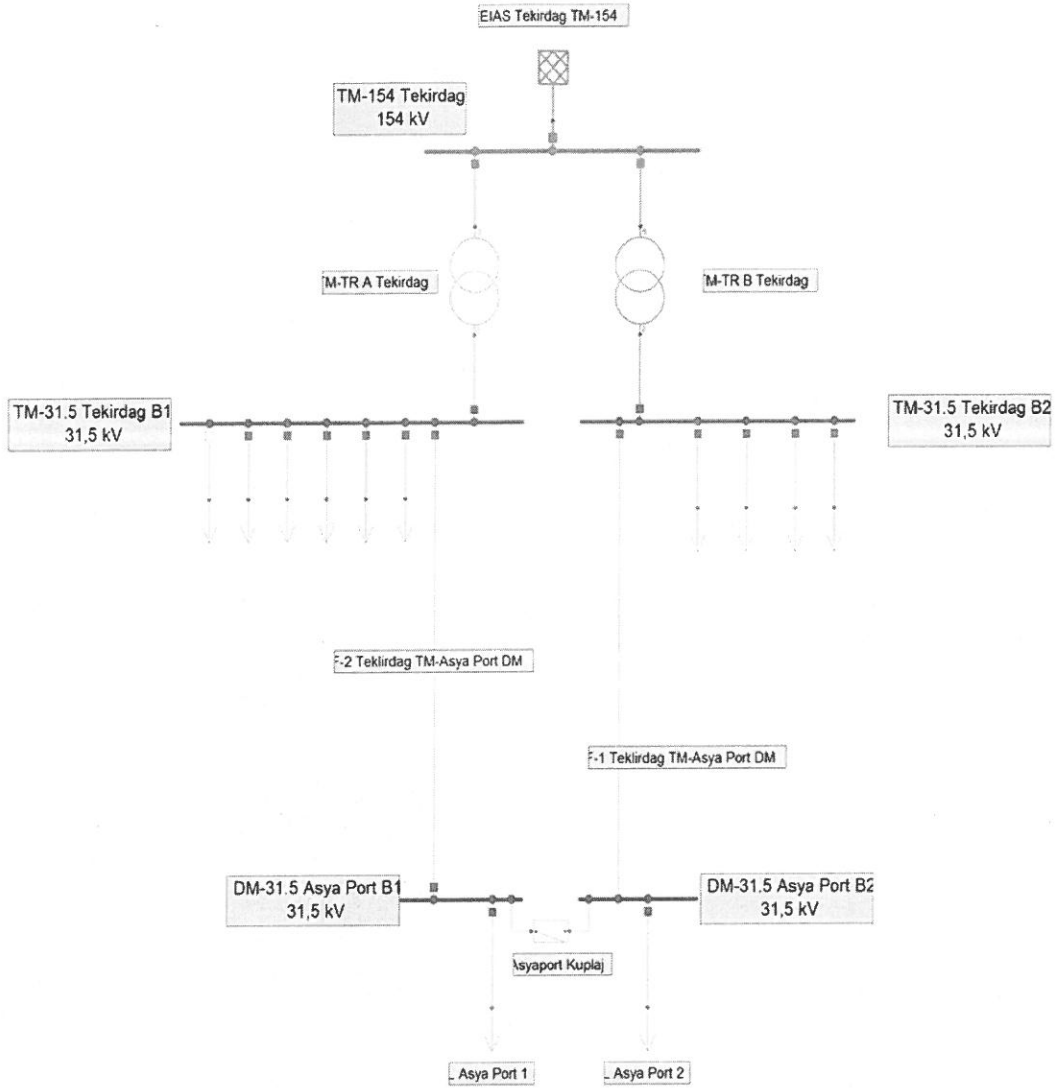 EIAS Tekirdag TM-154
TM-154 Tekirdag
154 kV
M-TR A Tekirdag
M-TR B Tekirdag
TM-31.5 Tekirdag B1
31,5 kV
TM-31.5 Tekirdag B2
31,5 kV
F-2 Teklirdag TM-Asya Port DM
F-1 Teklirdag TM-Asya Port DM
DM-31.5 Asya Port B1
31,5 kV
DM-31.5 Asya Port B2
31,5 kV
Asyaport Kuplaj
L Asya Port 1
L Asya Port 2